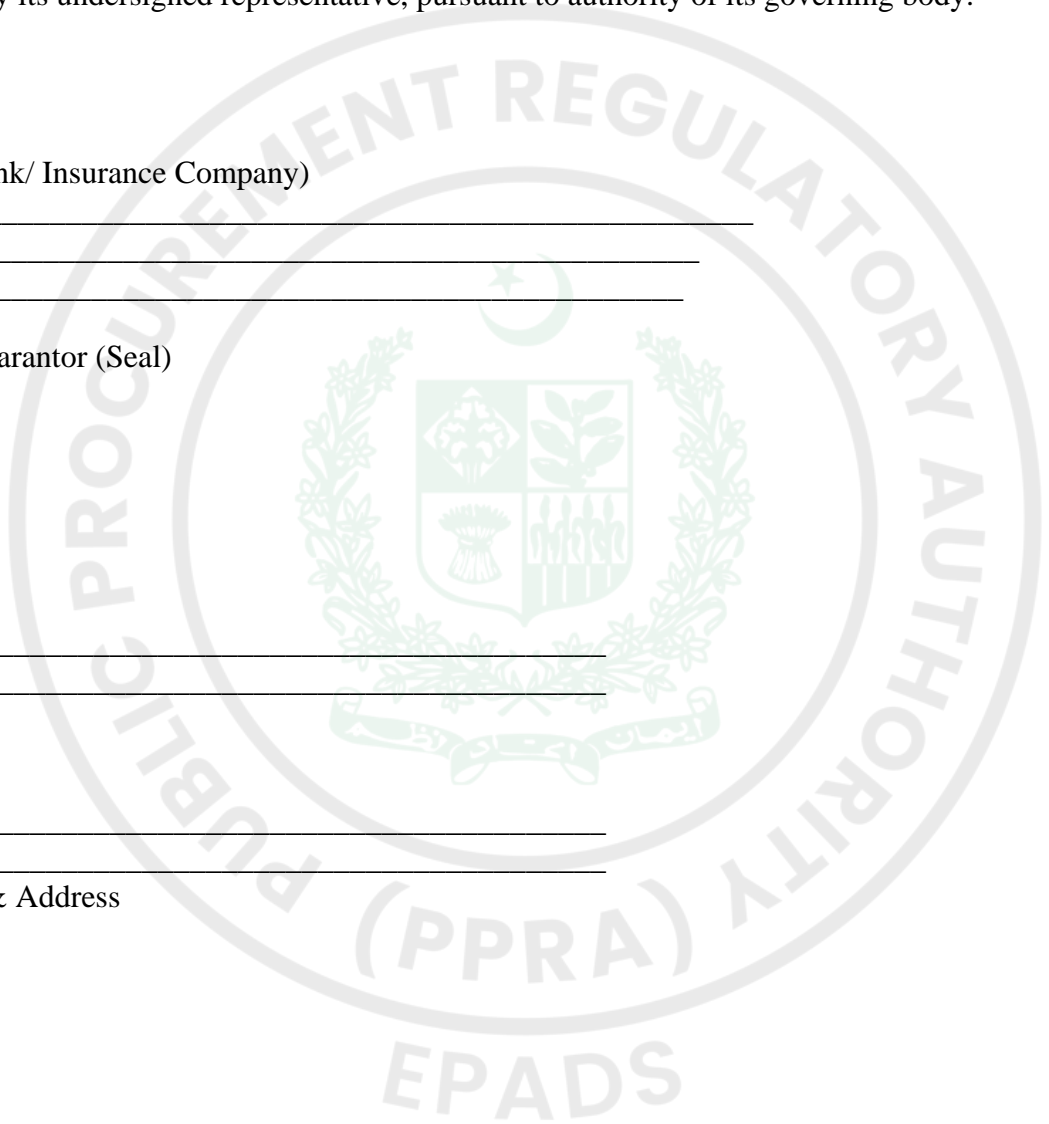 y its undersigned representative, pursuant to authority of its governing body.
nk/ Insurance Company)
arantor (Seal)
& Address
PUBLIC PROCUREMENT REGULATORY AUTHORITY
(PPRA)
EPADS